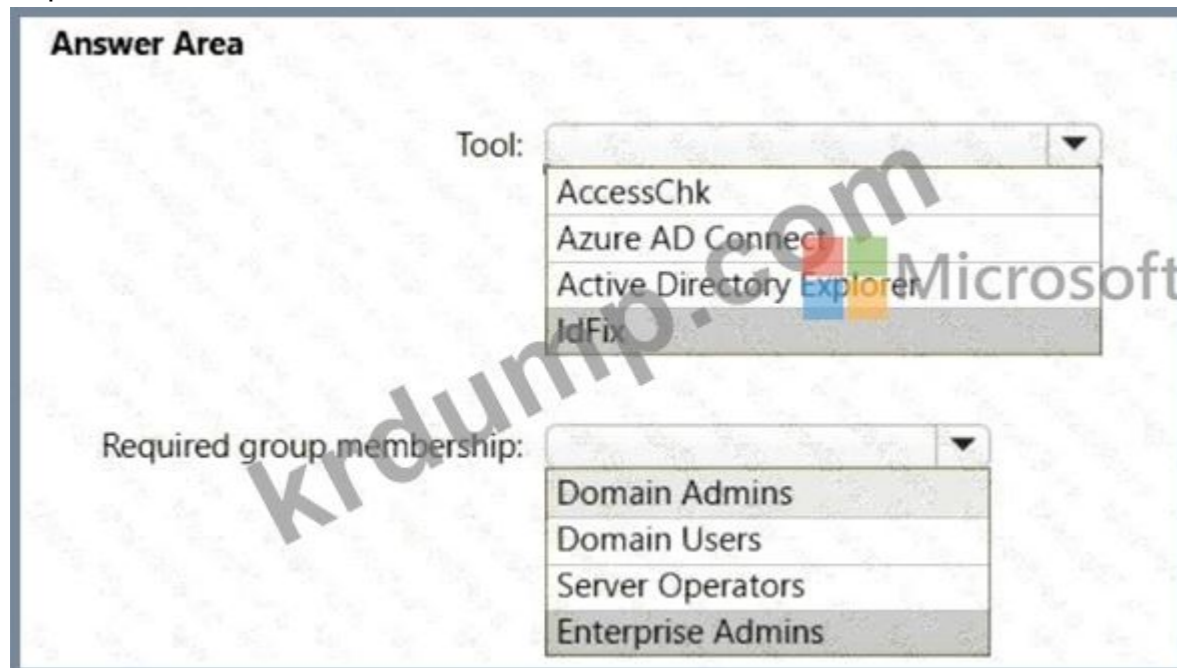 Answer Area
Tool:
AccessChk
Azure AD Connect
Active Directory Explorer
IdFix
Required group membership:
Domain Admins
Domain Users
Server Operators
Enterprise Admins
krdump.com
Microsoft